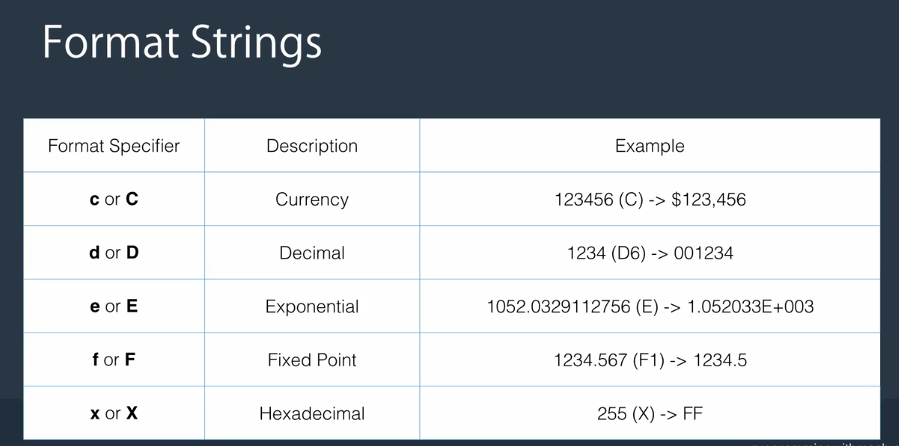 Format Strings
Format Specifier Description Example
c or C Currency 123456 (C) -> $123,456
d or D Decimal 1234 (D6) -> 001234
e or E Exponential 1052.0329112756 (E) -> 1.052033E+003
f or F Fixed Point 1234.567 (F1) -> 1234.5
x or X Hexadecimal 255 (X) -> FF